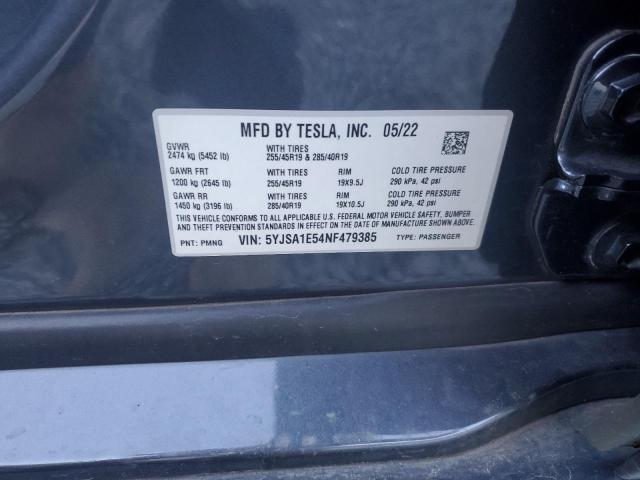 MFD BY TESLA, INC. 05/22
GVWR WITH TIRES
2474 kg (5452 lb) 255/45R19 & 285/40R19
GAWR FRT WITH TIRES RIM COLD TIRE PRESSURE
1200 kg (2645 lb) 255/45R19 19X9.5J 290 kPa, 42 psi
GAWR RR WITH TIRES RIM COLD TIRE PRESSURE
1450 kg (3196 lb) 285/40R19 19X10.5J 290 kPa, 42 psi
THIS VEHICLE CONFORMS TO ALL APPLICABLE U.S. FEDERAL MOTOR VEHICLE SAFETY, BUMPER
AND THEFT PREVENTION STANDARDS IN EFFECT ON THE DATE OF MANUFACTURE SHOWN ABOVE.
PNT: PMNG VIN: 5YJSA1E54NF479385 TYPE: PASSENGER